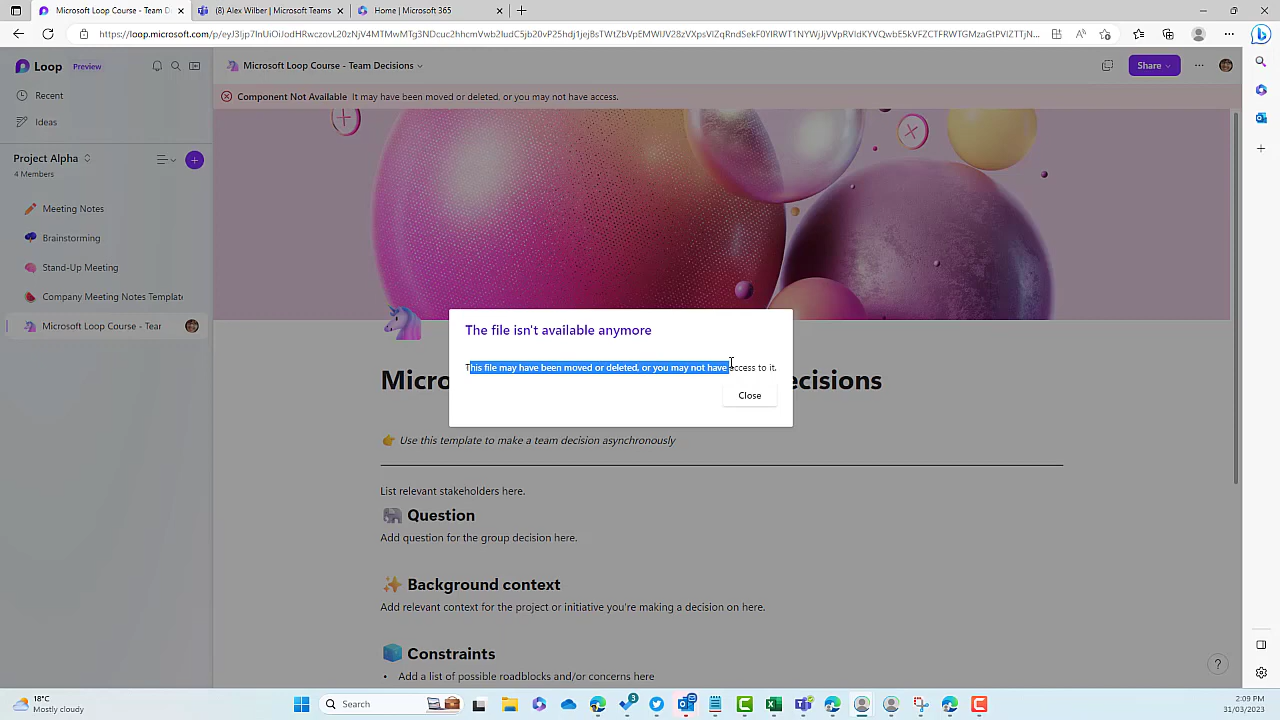 Microsoft Loop Course - Team D
(8) Alex Wilber | Microsoft Teams
Home | Microsoft 365
Loop
Preview
Microsoft Loop Course - Team Decisions
Share
Recent
Component Not Available It may have been moved or deleted, or you may not have access.
Ideas
Project Alpha
4 Members
Meeting Notes
Brainstorming
Stand-Up Meeting
Company Meeting Notes Template
Microsoft Loop Course - Tear
The file isn't available anymore
This file may have been moved or deleted, or you may not have access to it.
Close
Micro
ecisions
Use this template to make a team decision asynchronously
List relevant stakeholders here.
Question
Add question for the group decision here.
Background context
Add relevant context for the project or initiative you're making a decision on here.
Constraints
• Add a list of possible roadblocks and/or concerns here
18°C
Mostly cloudy
Search
3
2:09 PM
31/03/2023